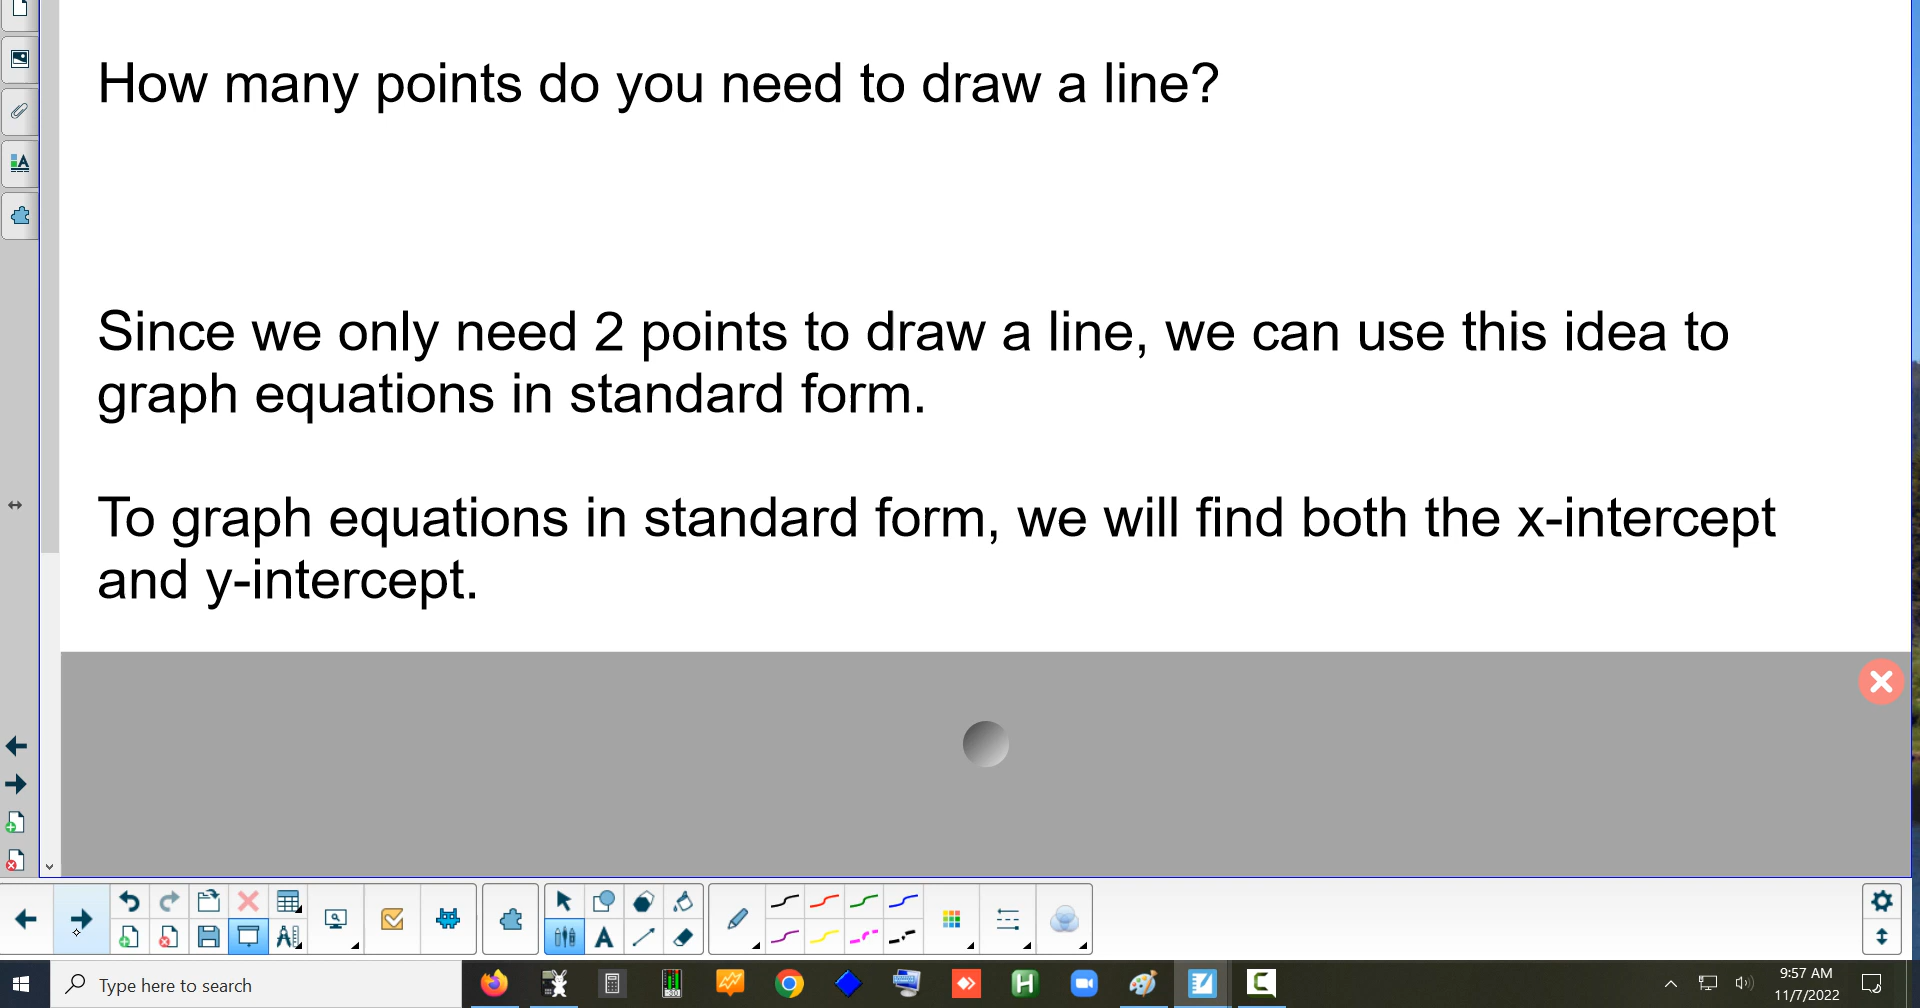 How many points do you need to draw a line?
Since we only need 2 points to draw a line, we can use this idea to
graph equations in standard form.
To graph equations in standard form, we will find both the x-intercept
and y-intercept.
Type here to search
9:57 AM
11/7/2022